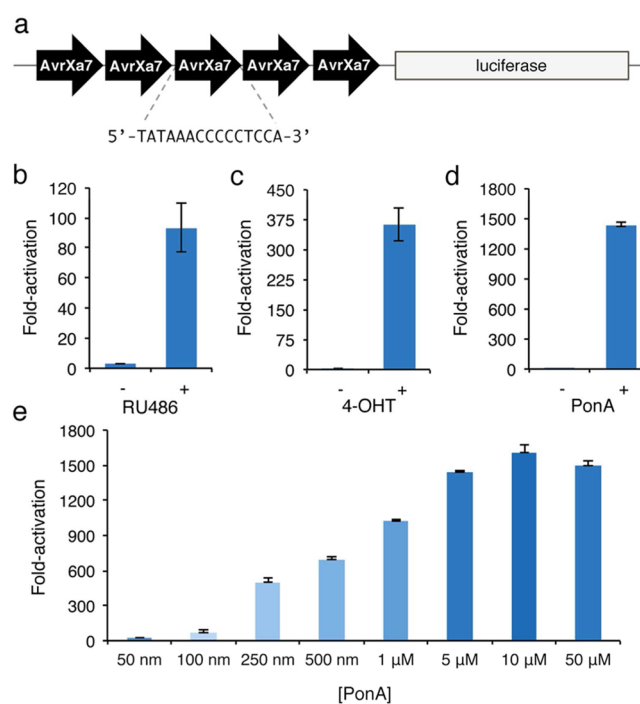 a
AvrXa7 AvrXa7 AvrXa7 AvrXa7 AvrXa7 luciferase
5’-TATAAACCCCCTCCA-3’
b
Fold-activation
120
100
80
60
40
20
0
- +
RU486
c
Fold-activation
450
375
300
225
150
75
0
- +
4-OHT
d
Fold-activation
1800
1500
1200
900
600
300
0
- +
PonA
e
Fold-activation
1800
1500
900
600
300
0
50 nm 100 nm 250 nm 500 nm 1 µM 5 µM 10 µM 50 µM
[PonA]